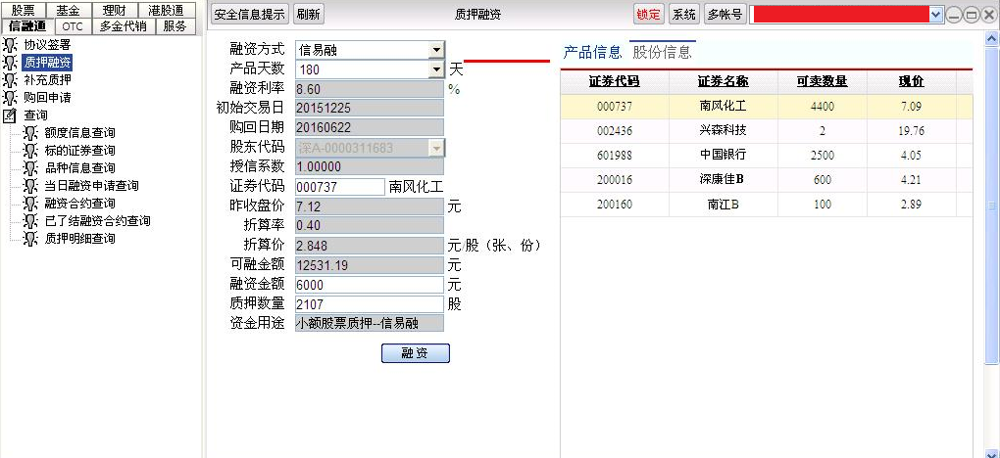 股票 基金 理财 港股通
信融通 OTC 多金代销 服务
协议签署
质押融资
补充质押
购回申请
查询
额度信息查询
标的证券查询
品种信息查询
当日融资申请查询
融资合约查询
已了结融资合约查询
质押明细查询
安全信息提示 刷新 质押融资 锁定 系统 多帐号
融资方式 信易融
产品天数 180 天
融资利率 8.60 %
初始交易日 20151225
购回日期 20160622
股东代码 深A-0000311683
授信系数 1.00000
证券代码 000737 南风化工
昨收盘价 7.12 元
折算率 0.40
折算价 2.848 元/股（张、份）
可融金额 12531.19 元
融资金额 6000 元
质押数量 2107 股
资金用途 小额股票质押--信易融
融资
产品信息 股份信息
证券代码 证券名称 可卖数量 现价
000737 南风化工 4400 7.09
002436 兴森科技 2 19.76
601988 中国银行 2500 4.05
200016 深康佳B 600 4.21
200160 南江B 100 2.89